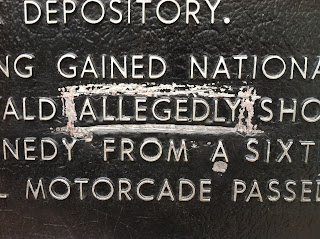 DEPOSITORY.
NG GAINED NATIONA
ALD ALLEGEDLY SHO
NEDY FROM A SIXT
L MOTORCADE PASSED